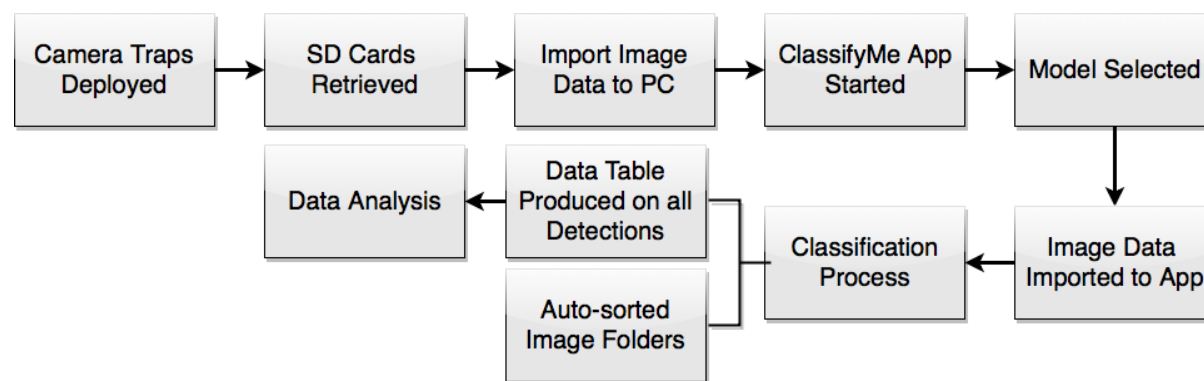 Camera Traps
Deployed
SD Cards
Retrieved
Import Image
Data to PC
ClassifyMe App
Started
Model Selected
Image Data
Imported to App
Classification
Process
Data Table
Produced on all
Detections
Auto-sorted
Image Folders
Data Analysis